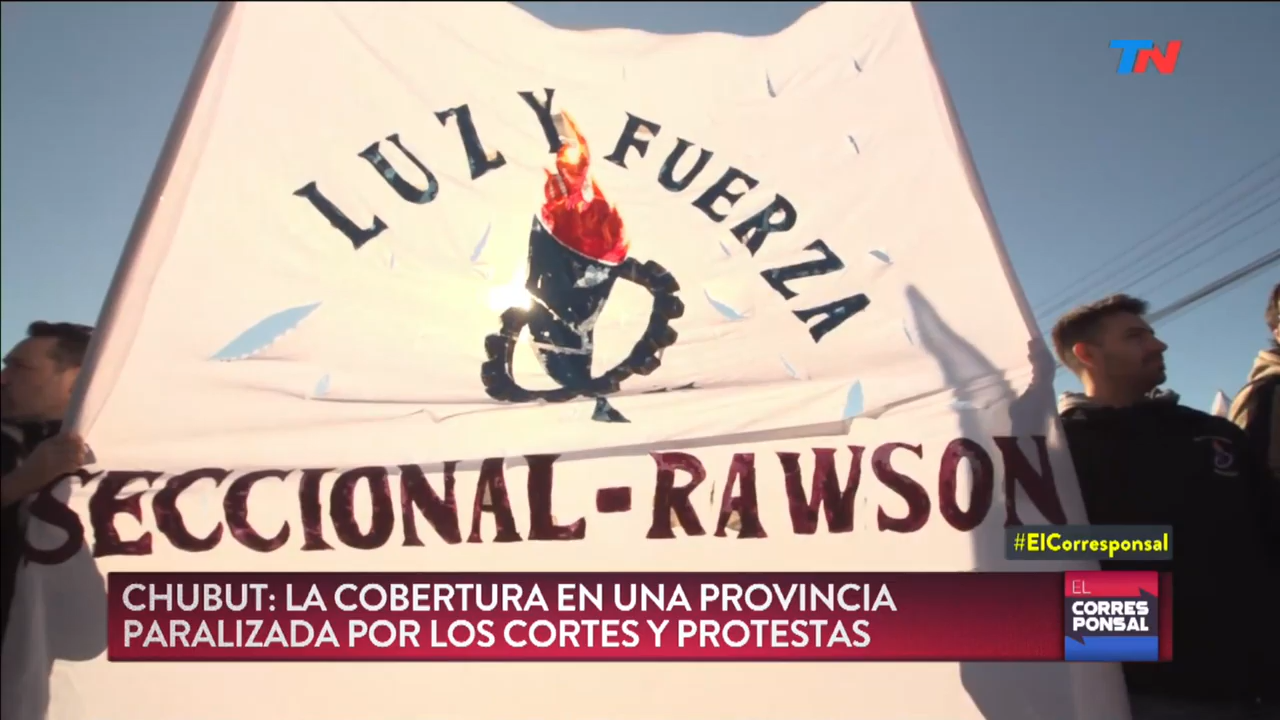 TN
LUZ Y FUERZA
SECCIONAL - RAWSON
#ElCorresponsal
CHUBUT: LA COBERTURA EN UNA PROVINCIA
PARALIZADA POR LOS CORTES Y PROTESTAS
EL
CORRES
PONSAL